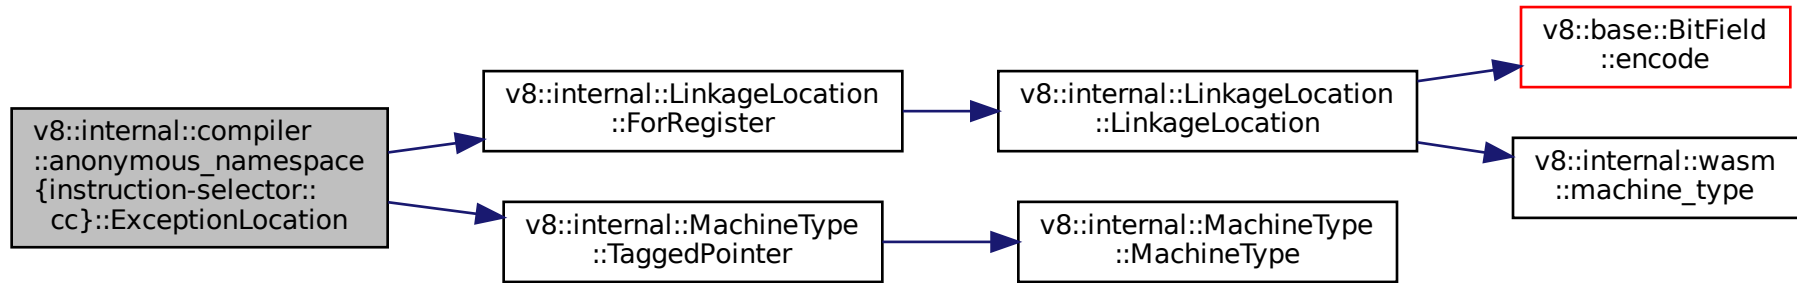 v8::internal::compiler
::anonymous_namespace
{instruction-selector::
cc}::ExceptionLocation
v8::internal::LinkageLocation
::ForRegister
v8::internal::LinkageLocation
::LinkageLocation
v8::base::BitField
::encode
v8::internal::wasm
::machine_type
v8::internal::MachineType
::TaggedPointer
v8::internal::MachineType
::MachineType